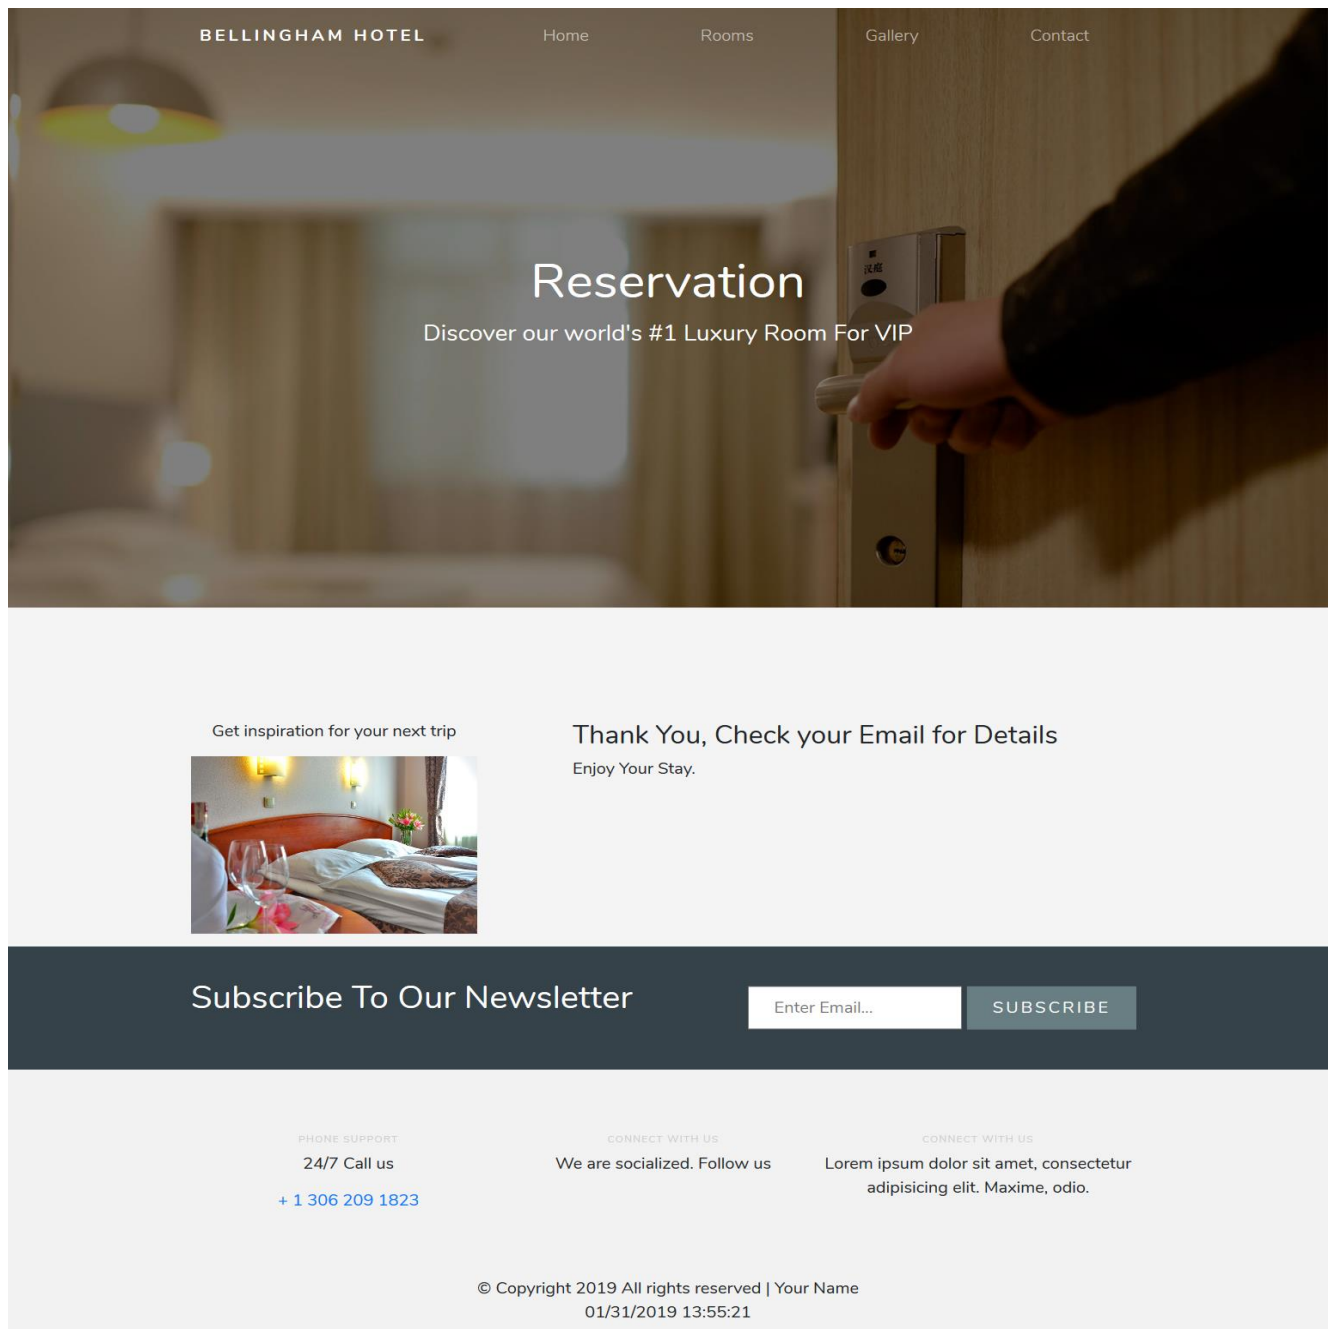 BELLINGHAM HOTEL Home Rooms Gallery Contact
汉庭
Reservation
Discover our world's #1 Luxury Room For VIP
Get inspiration for your next trip
Thank You, Check your Email for Details
Enjoy Your Stay.
Subscribe To Our Newsletter
Enter Email...
SUBSCRIBE
PHONE SUPPORT
24/7 Call us
+ 1 306 209 1823
CONNECT WITH US
We are socialized. Follow us
CONNECT WITH US
Lorem ipsum dolor sit amet, consectetur
adipisicing elit. Maxime, odio.
© Copyright 2019 All rights reserved | Your Name
01/31/2019 13:55:21